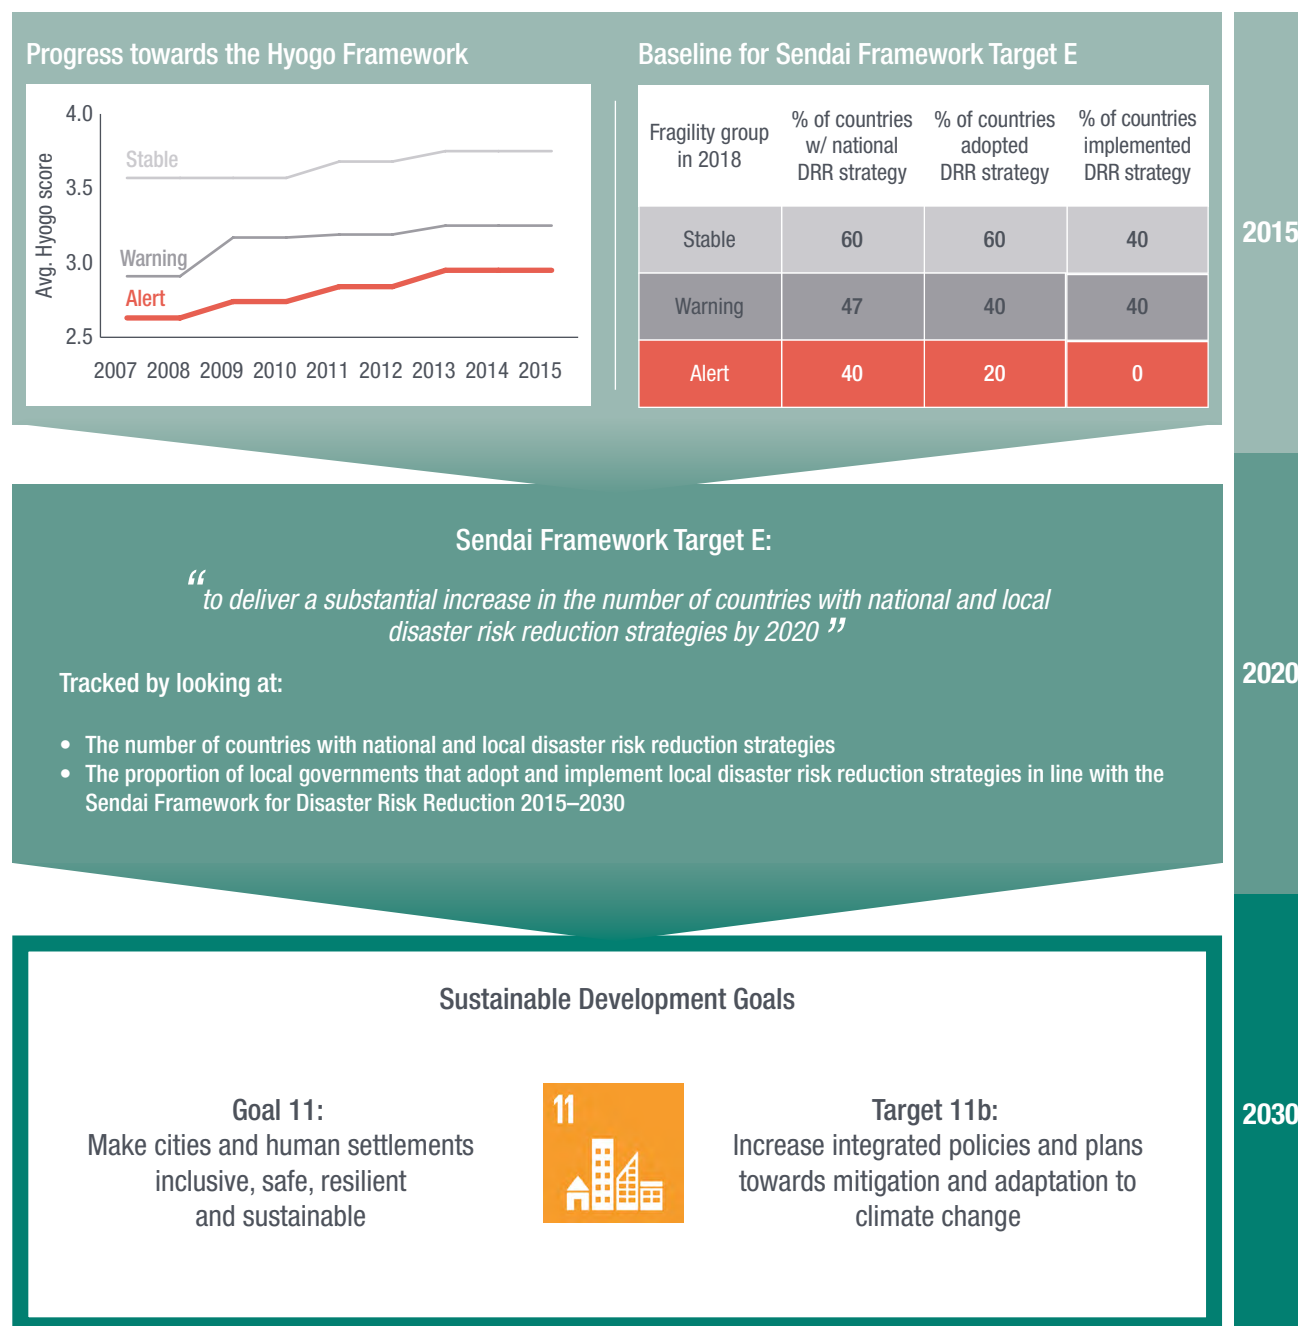 Progress towards the Hyogo Framework
Avg. Hyogo score
4.0
3.5
3.0
2.5
Stable
Warning
Alert
2007 2008 2009 2010 2011 2012 2013 2014 2015
Baseline for Sendai Framework Target E
Fragility group
in 2018
% of countries
w/ national
DRR strategy
% of countries
adopted
DRR strategy
% of countries
implemented
DRR strategy
Stable 60 60 40
Warning 47 40 40
Alert 40 20 0
2015
Sendai Framework Target E:
“to deliver a substantial increase in the number of countries with national and local
disaster risk reduction strategies by 2020”
Tracked by looking at:
• The number of countries with national and local disaster risk reduction strategies
• The proportion of local governments that adopt and implement local disaster risk reduction strategies in line with the
Sendai Framework for Disaster Risk Reduction 2015–2030
2020
Sustainable Development Goals
Goal 11:
Make cities and human settlements
inclusive, safe, resilient
and sustainable
11
Target 11b:
Increase integrated policies and plans
towards mitigation and adaptation to
climate change
2030